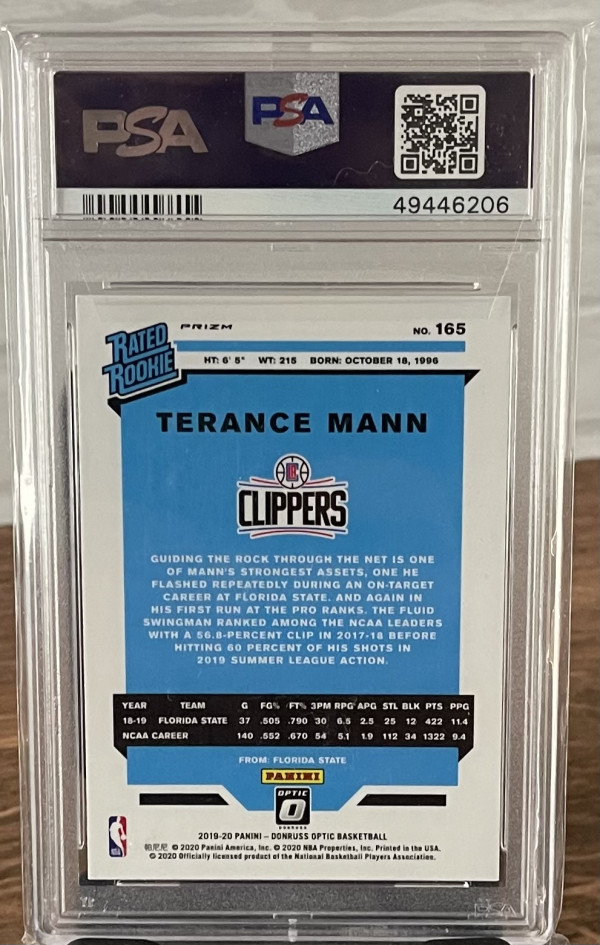 PSA
PSA
49446206
RATED
ROOKIE
PRIZM
NO. 165
HT: 6' 5" WT: 215 BORN: OCTOBER 18, 1996
TERANCE MANN
CLIPPERS
GUIDING THE ROCK THROUGH THE NET IS ONE
OF MANN'S STRONGEST ASSETS, ONE HE
FLASHED REPEATEDLY DURING AN ON-TARGET
CAREER AT FLORIDA STATE. AND AGAIN IN
HIS FIRST RUN AT THE PRO RANKS. THE FLUID
SWINGMAN RANKED AMONG THE NCAA LEADERS
WITH A 56.8-PERCENT CLIP IN 2017-18 BEFORE
HITTING 60 PERCENT OF HIS SHOTS IN
2019 SUMMER LEAGUE ACTION.
YEAR TEAM G FG% FT% 3PM RPG APG STL BLK PTS PPG
18-19 FLORIDA STATE 37 .505 .790 30 6.5 2.5 25 12 422 11.4
NCAA CAREER 140 .552 .670 54 5.1 1.9 112 34 1322 9.4
FROM: FLORIDA STATE
PANINI
OPTIC
DONRUSS
2019-20 PANINI – DONRUSS OPTIC BASKETBALL
帕尼尼 © 2020 Panini America, Inc. © 2020 NBA Properties, Inc. Printed in the USA.
© 2020 Officially licensed product of the National Basketball Players Association.
PSA